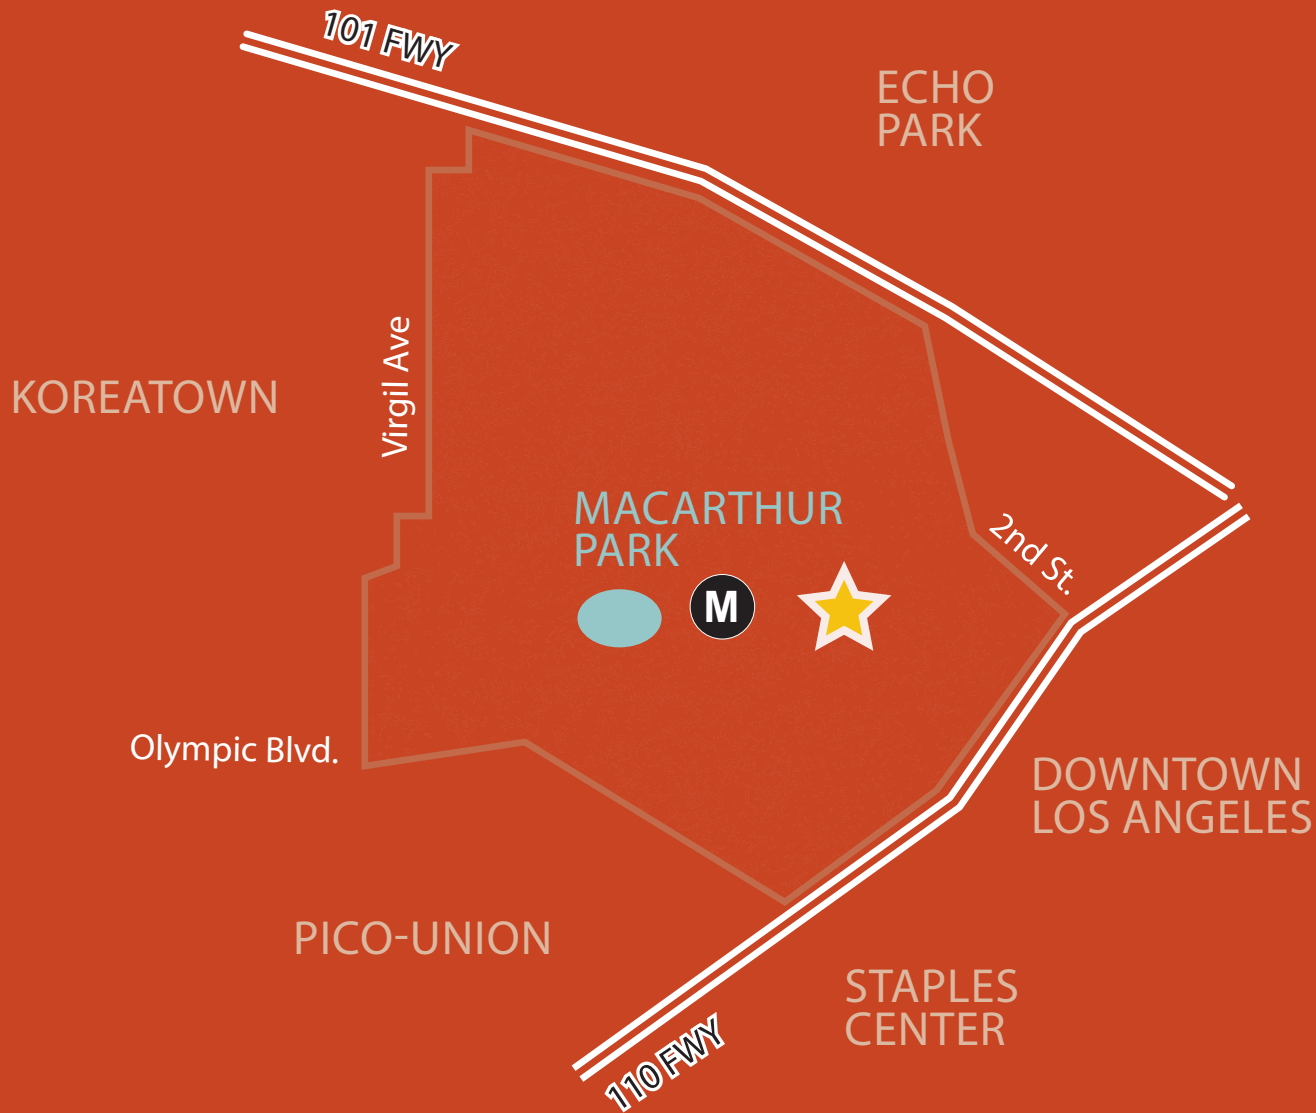 101 FWY
ECHO
PARK
Virgil Ave
KOREATOWN
MACARTHUR
PARK
2nd St.
M
Olympic Blvd.
DOWNTOWN
LOS ANGELES
PICO-UNION
STAPLES
CENTER
110 FWY